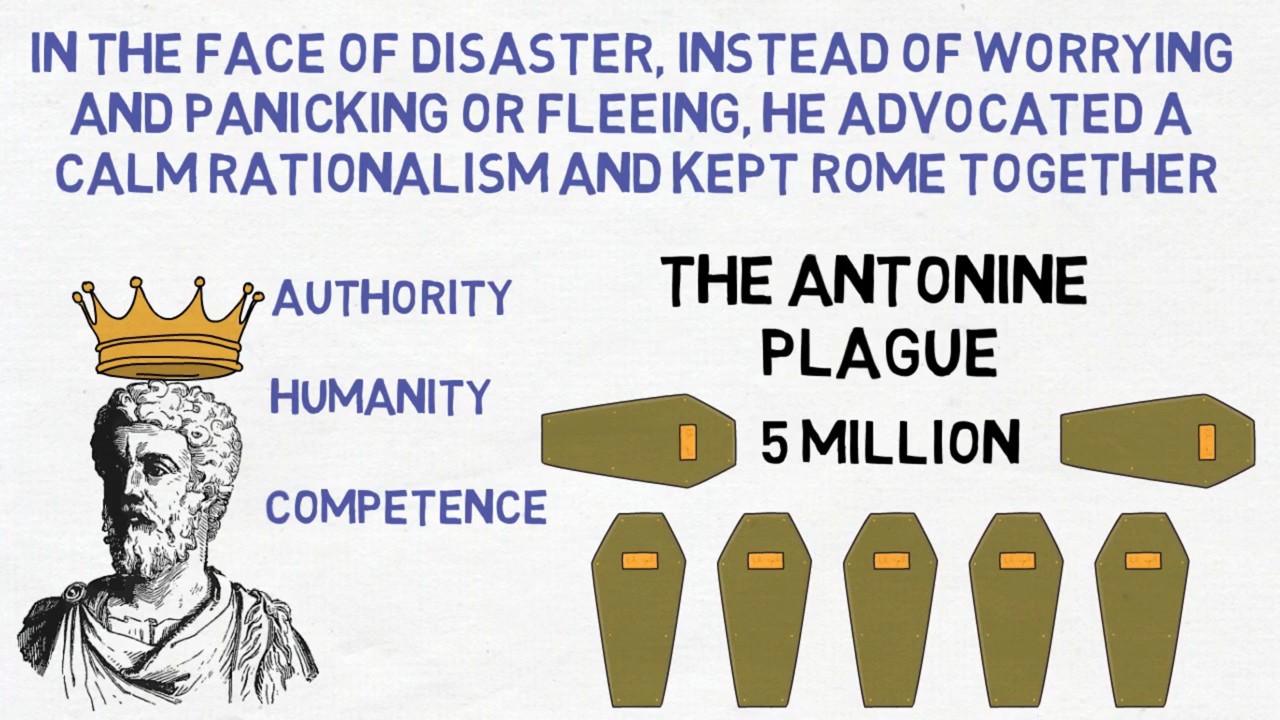 IN THE FACE OF DISASTER, INSTEAD OF WORRYING
AND PANICKING OR FLEEING, HE ADVOCATED A
CALM RATIONALISM AND KEPT ROME TOGETHER
AUTHORITY
HUMANITY
COMPETENCE
THE ANTONINE
PLAGUE
5 MILLION